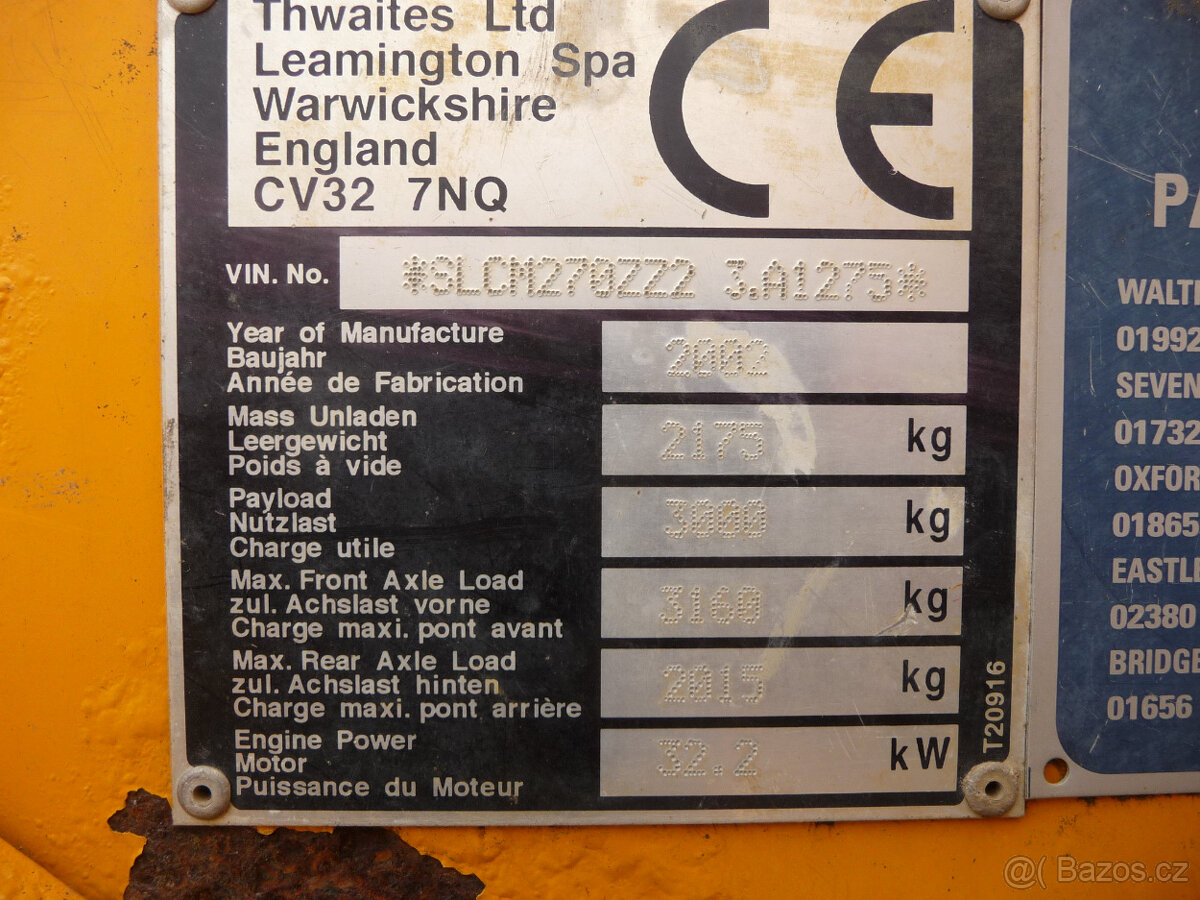 Thwaites Ltd
Leamington Spa
Warwickshire
England
CV32 7NQ
CE
VIN. No. *SLCM270ZZ2 3.A1275*
Year of Manufacture
Baujahr
Année de Fabrication
2002
Mass Unladen
Leergewicht
Poids à vide
2175 kg
Payload
Nutzlast
Charge utile
3000 kg
Max. Front Axle Load
zul. Achslast vorne
Charge maxi. pont avant
3160 kg
Max. Rear Axle Load
zul. Achslast hinten
Charge maxi. pont arrière
2015 kg
Engine Power
Motor
Puissance du Moteur
32.2 kW
T20916
01992
SEVEN
01732
OXFOR
01865
EASTLE
02380
BRIDGE
01656
Bazos.cz